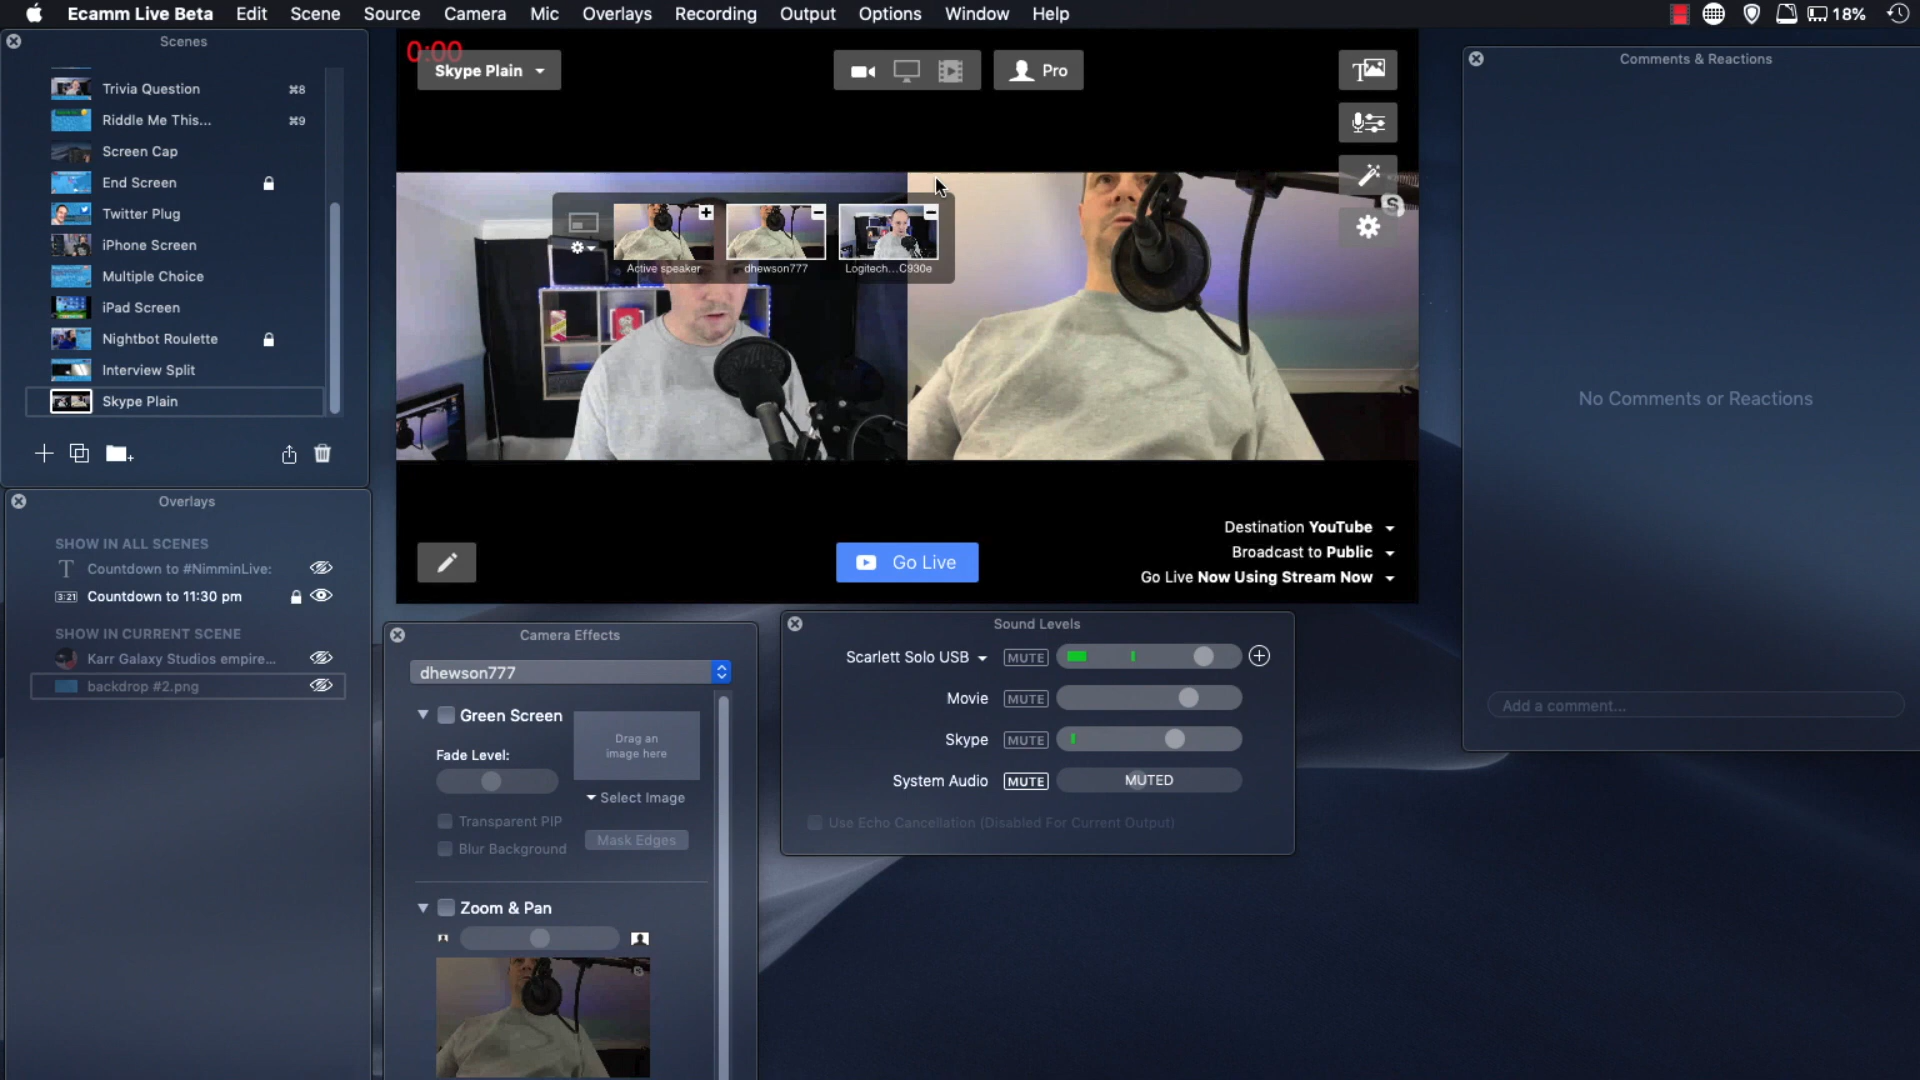 Ecamm Live Beta Edit Scene Source Camera Mic Overlays Recording Output Options Window Help 18%
Scenes
Trivia Question ⌘8
Riddle Me This... ⌘9
Screen Cap
End Screen
Twitter Plug
iPhone Screen
Multiple Choice
iPad Screen
Nightbot Roulette
Interview Split
Skype Plain
Overlays
SHOW IN ALL SCENES
T Countdown to #NimminLive:
3:21 Countdown to 11:30 pm
SHOW IN CURRENT SCENE
Karr Galaxy Studios empire...
backdrop #2.png
0:00
Skype Plain
Pro
T
S
Active speaker dhewson777 Logitech...C930e
Destination YouTube
Broadcast to Public
Go Live Now Using Stream Now
Go Live
Camera Effects
dhewson777
Green Screen
Drag an
image here
Fade Level:
Select Image
Transparent PIP
Mask Edges
Blur Background
Zoom & Pan
Sound Levels
Scarlett Solo USB MUTE
Movie MUTE
Skype MUTE
System Audio MUTE MUTED
Use Echo Cancellation (Disabled For Current Output)
Comments & Reactions
No Comments or Reactions
Add a comment...